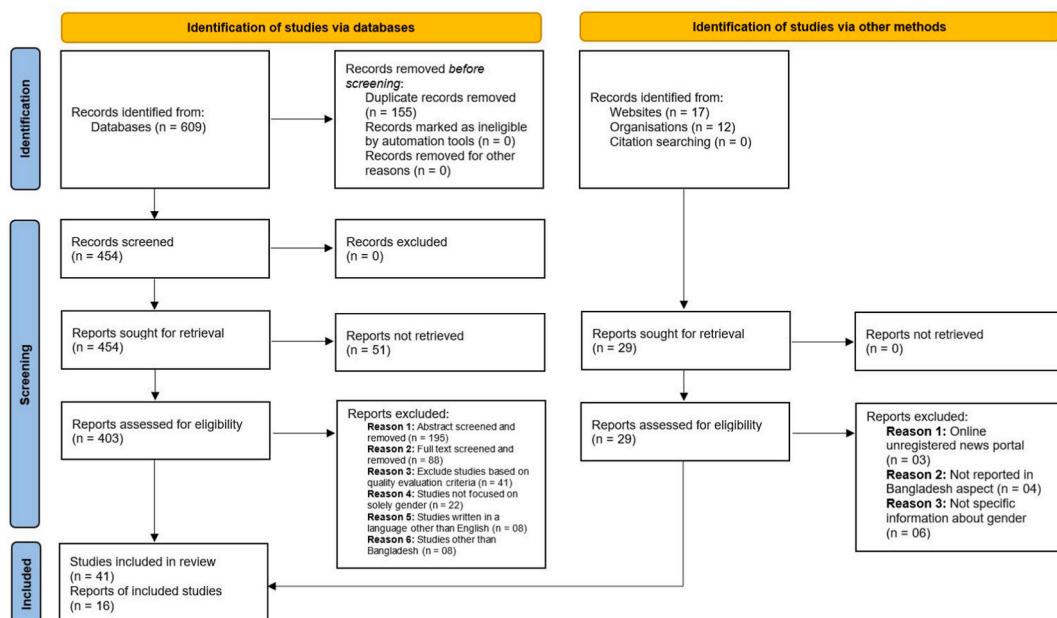 Identification of studies via databases
Identification of studies via other methods
Identification
Records identified from:
Databases (n = 609)
Records removed before
screening:
Duplicate records removed
(n = 155)
Records marked as ineligible
by automation tools (n = 0)
Records removed for other
reasons (n = 0)
Records identified from:
Websites (n = 17)
Organisations (n = 12)
Citation searching (n = 0)
Screening
Records screened
(n = 454)
Records excluded
(n = 0)
Reports sought for retrieval
(n = 454)
Reports not retrieved
(n = 51)
Reports sought for retrieval
(n = 29)
Reports not retrieved
(n = 0)
Reports assessed for eligibility
(n = 403)
Reports excluded:
Reason 1: Abstract screened and
removed (n = 195)
Reason 2: Full text screened and
removed (n = 88)
Reason 3: Exclude studies based on
quality evaluation criteria (n = 41)
Reason 4: Studies not focused on
solely gender (n = 22)
Reason 5: Studies written in a
language other than English (n = 08)
Reason 6: Studies other than
Bangladesh (n = 08)
Reports assessed for eligibility
(n = 29)
Reports excluded:
Reason 1: Online
unregistered news portal
(n = 03)
Reason 2: Not reported in
Bangladesh aspect (n = 04)
Reason 3: Not specific
information about gender
(n = 06)
Included
Studies included in review
(n = 41)
Reports of included studies
(n = 16)